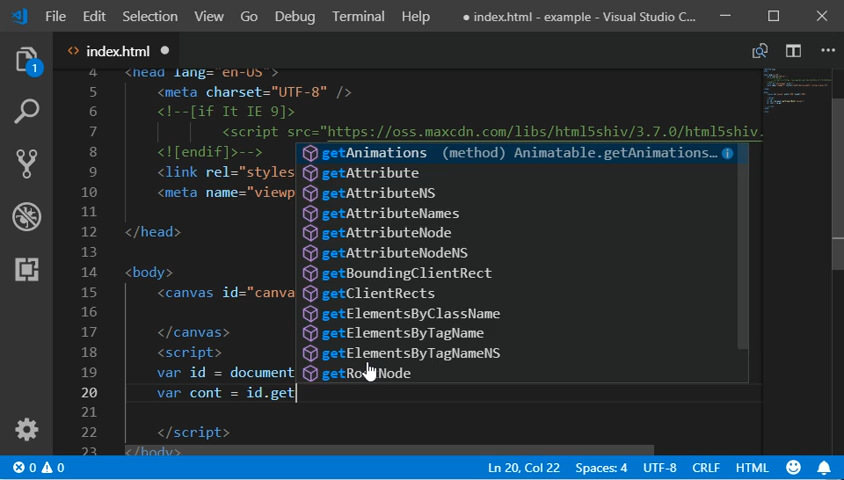 File Edit Selection View Go Debug Terminal Help ● index.html - example - Visual Studio C...
1
<> index.html ●
4 <head lang="en-US">
5 <meta charset="UTF-8" />
6 <!--[if It IE 9]>
7 <script src="https://oss.maxcdn.com/libs/html5shiv/3.7.0/html5shiv.
8 <![endif]>-->
9 <link rel="styles
10 <meta name="viewp
11
12 </head>
13
14 <body>
15 <canvas id="canva
16
17 </canvas>
18 <script>
19 var id = document
20 var cont = id.get
21
22 </script>
23 </body>
getAnimations (method) Animatable.getAnimations...
getAttribute
getAttributeNS
getAttributeNames
getAttributeNode
getAttributeNodeNS
getBoundingClientRect
getClientRects
getElementsByClassName
getElementsByTagName
getElementsByTagNameNS
getRootNode
0 0 Ln 20, Col 22 Spaces: 4 UTF-8 CRLF HTML